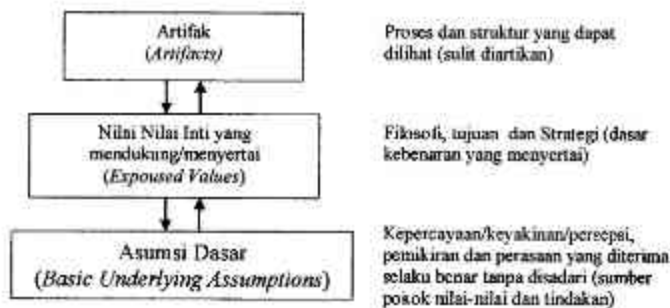 Artifak
(Artifacts)
Proses dan struktur yang dapat
dilihat (sulit diartikan)
Nilai Nilai Inti yang
mendukung/menyertai
(Espoused Values)
Filosofi, tujuan dan Strategi (dasar
kebenaran yang menyertai)
Asumsi Dasar
(Basic Underlying Assumptions)
Kepercayaan/keyakinan/persepsi,
pemikiran dan perasaan yang diterima
selaku benar tanpa disadari (sumber
pokok nilai-nilai dan tindakan)